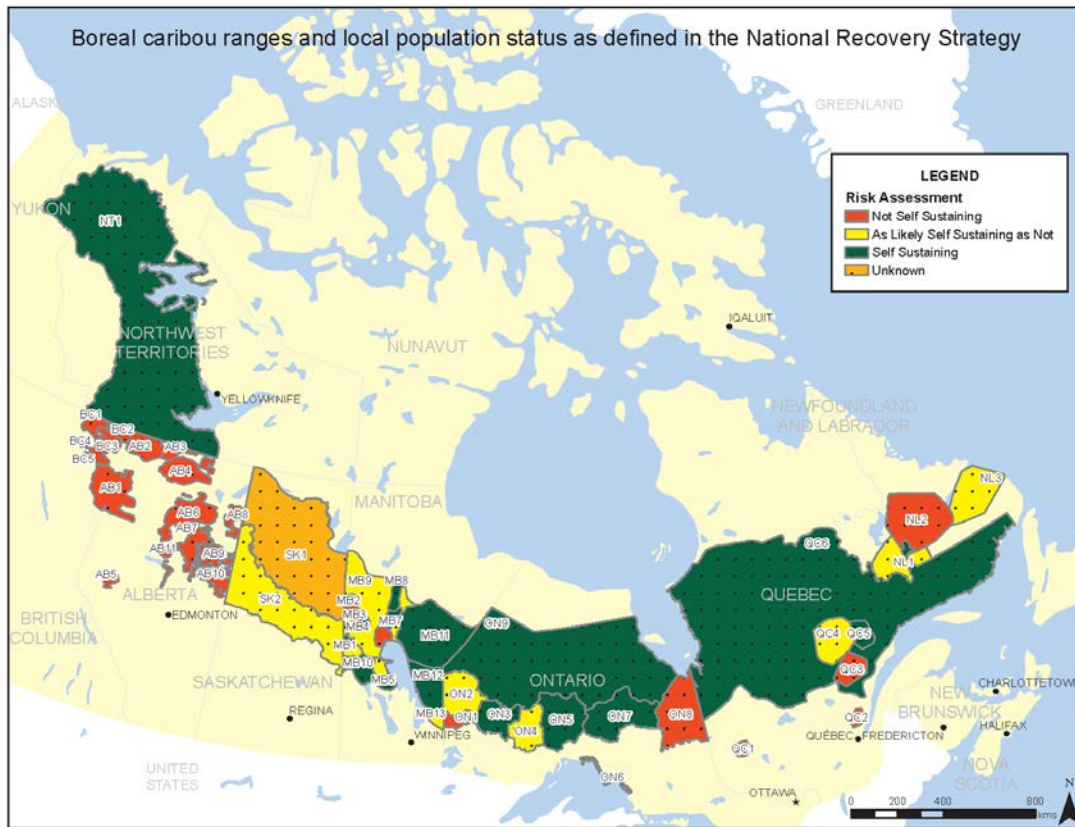 Boreal caribou ranges and local population status as defined in the National Recovery Strategy
ALASK
GREENLAND
LEGEND
Risk Assessment
Not Self Sustaining
As Likely Self Sustaining as Not
Self Sustaining
Unknown
YUKON
NT1
IQALUIT
NORTHWEST
TERRITORIES
NUNAVUT
YELLOWKNIFE
NEWFOUNDLAND
AND LABRADOR
BC1
BC2
BC4
BC3
AB2
AB3
BC5
AB4
AB1
MANITOBA
NL3
AB6
AB8
NL2
AB7
QC6
AB11
AB9
SK1
NL1
AB10
AB5
MB9
MB8
ALBERTA
SK2
MB2
QUEBEC
EDMONTON
MB3
MB7
ON9
BRITISH
COLUMBIA
MB4
MB11
QC4
QC5
MB1
MB10
QC3
SASKATCHEWAN
MB5
MB12
ONTARIO
CHARLOTTETOWN
ON2
NEW
BRUNSWICK
REGINA
MB13
ON1
ON3
ON5
ON7
ON8
QC2
HALIFAX
WINNIPEG
ON4
QUÉBEC
FREDERICTON
QC1
NOVA
SCOTIA
UNITED
STATES
ON6
OTTAWA
N
0 200 400 800
kms